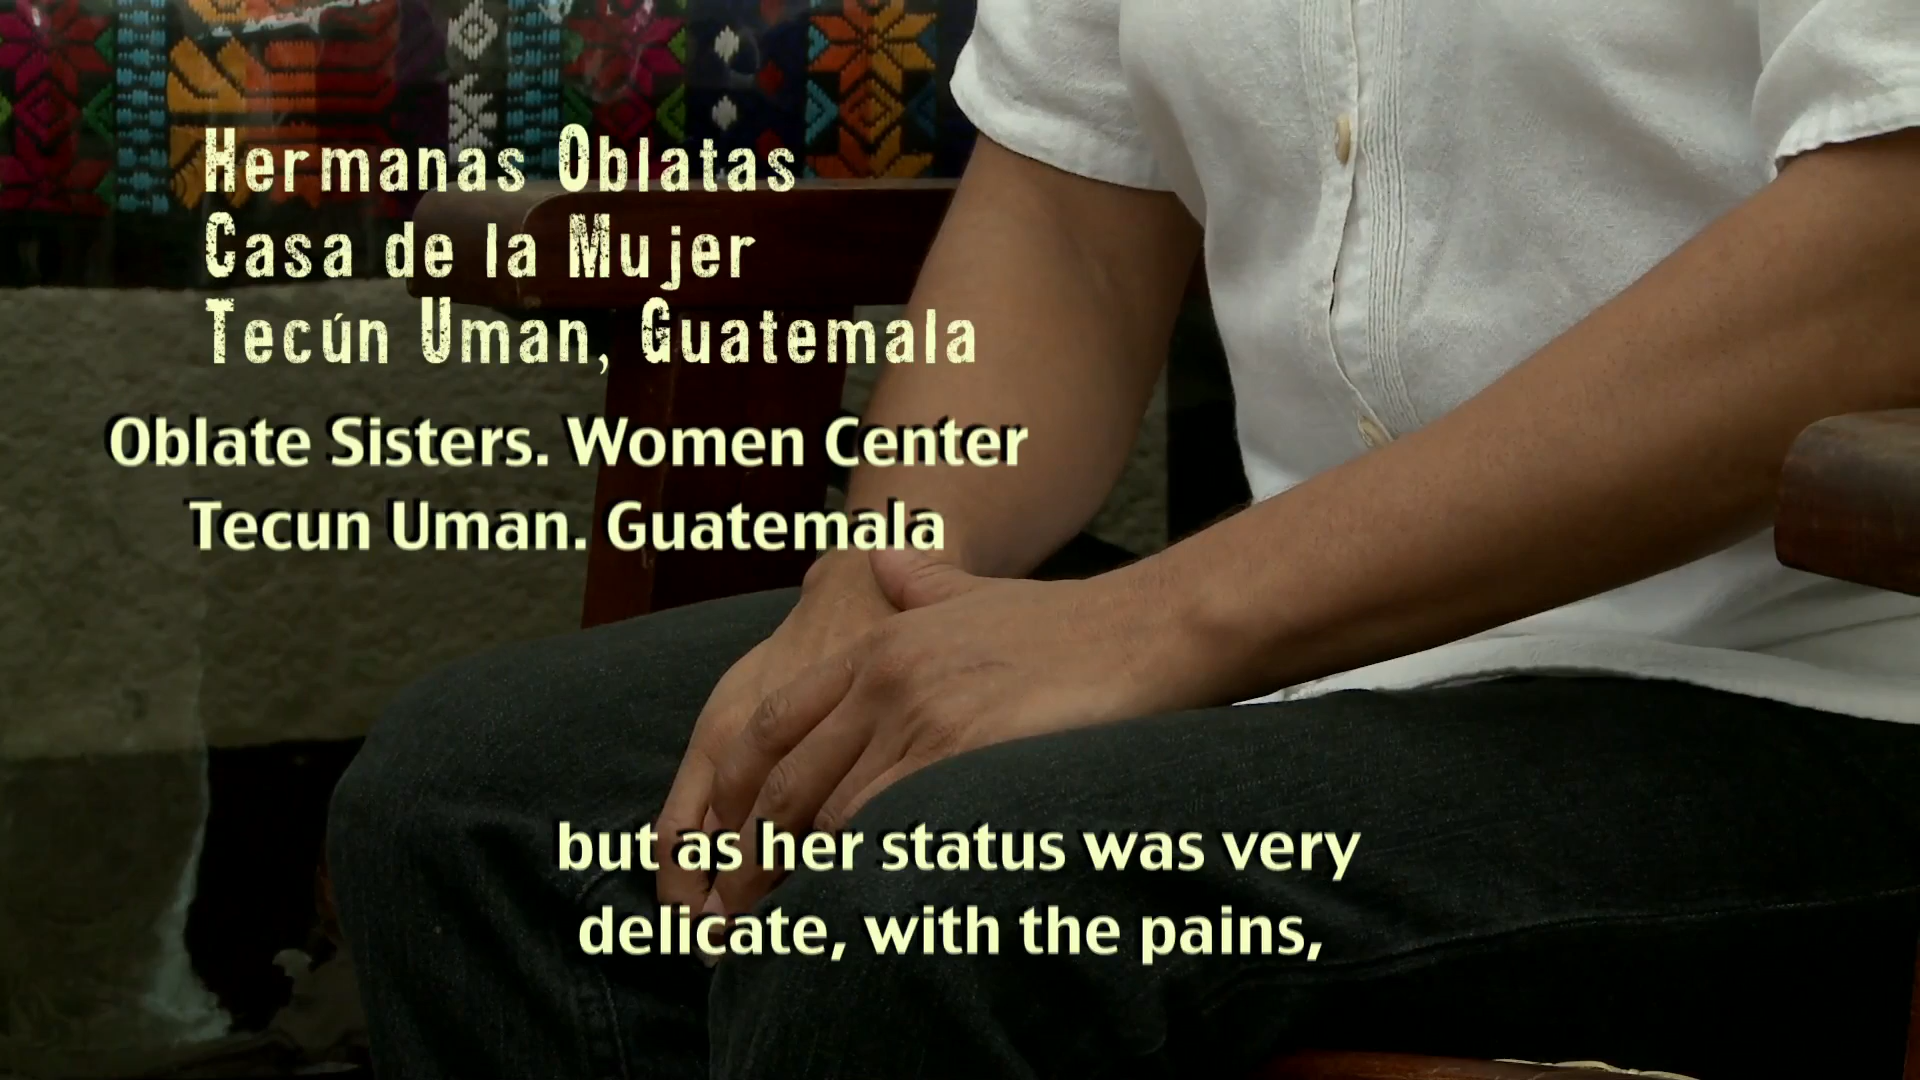 Hermanas Oblatas
Casa de la Mujer
Tecún Uman, Guatemala
Oblate Sisters. Women Center
Tecun Uman. Guatemala
but as her status was very
delicate, with the pains,